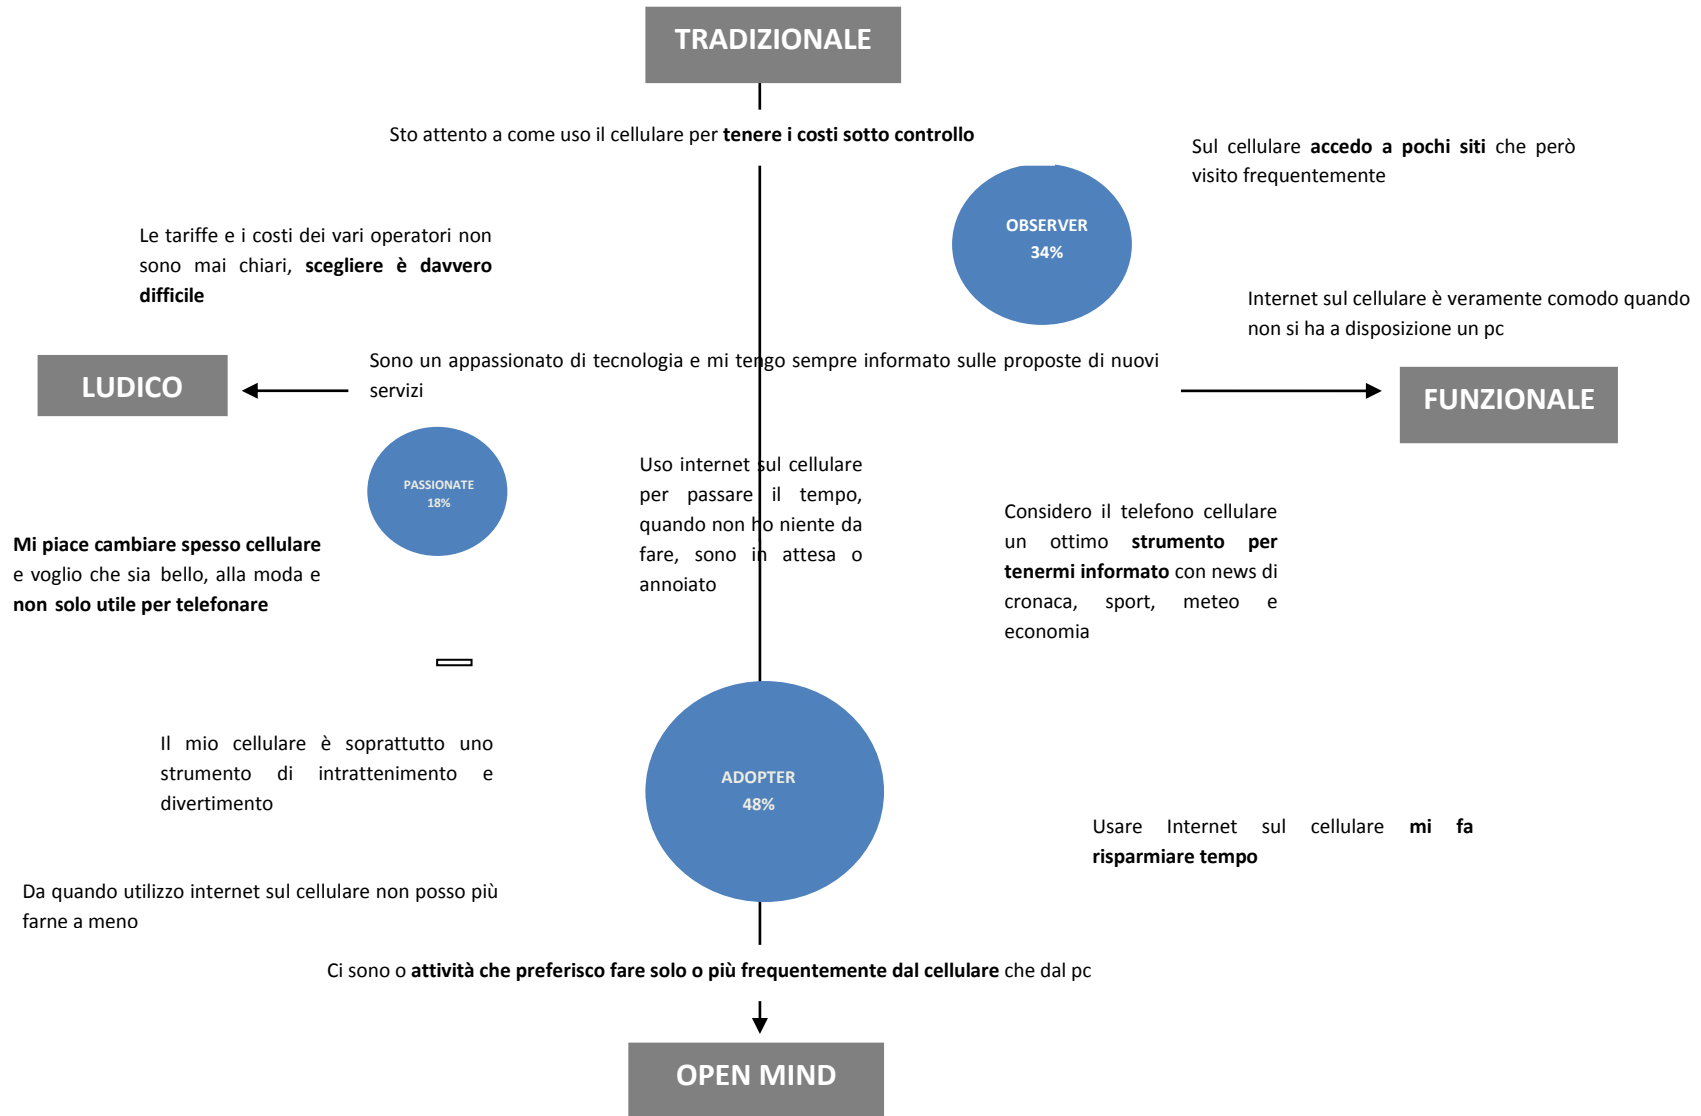 TRADIZIONALE
Sto attento a come uso il cellulare per tenere i costi sotto controllo
Sul cellulare accedo a pochi siti che però
visito frequentemente
OBSERVER
34%
Le tariffe e i costi dei vari operatori non
sono mai chiari, scegliere è davvero
difficile
Internet sul cellulare è veramente comodo quando
non si ha a disposizione un pc
Sono un appassionato di tecnologia e mi tengo sempre informato sulle proposte di nuovi
servizi
LUDICO
FUNZIONALE
PASSIONATE
18%
Uso internet sul cellulare
per passare il tempo,
quando non ho niente da
fare, sono in attesa o
annoiato
Considero il telefono cellulare
un ottimo strumento per
tenermi informato con news di
cronaca, sport, meteo e
economia
Mi piace cambiare spesso cellulare
e voglio che sia bello, alla moda e
non solo utile per telefonare
Il mio cellulare è soprattutto uno
strumento di intrattenimento e
divertimento
ADOPTER
48%
Usare Internet sul cellulare mi fa
risparmiare tempo
Da quando utilizzo internet sul cellulare non posso più
farne a meno
Ci sono o attività che preferisco fare solo o più frequentemente dal cellulare che dal pc
OPEN MIND